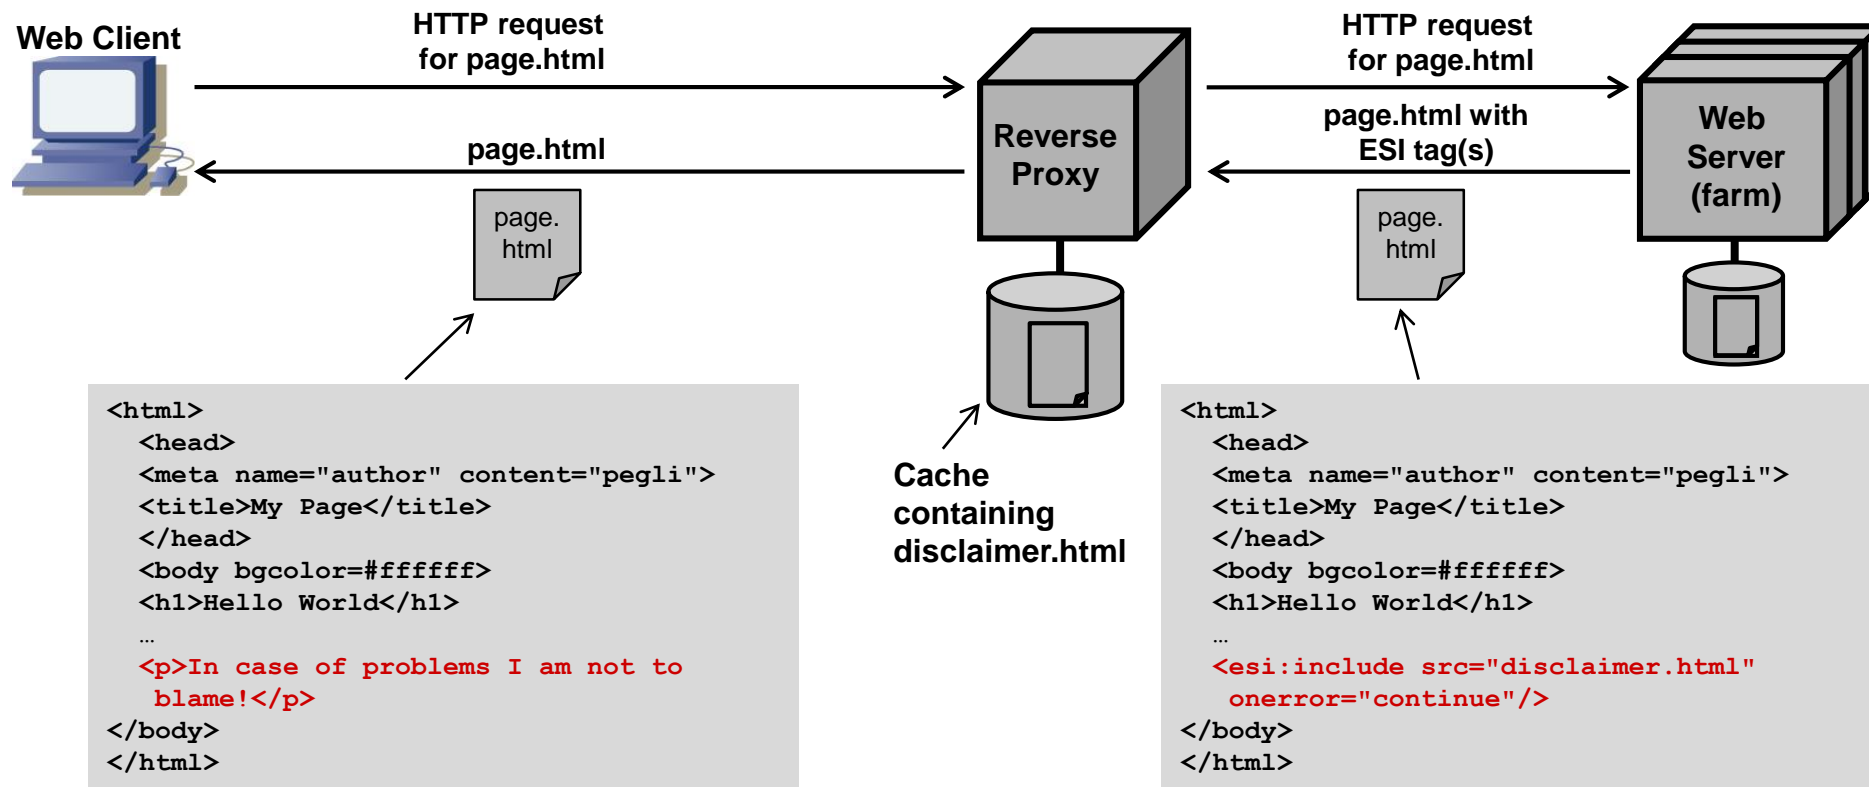 Web Client
HTTP request
for page.html
page.html
page.
html
Reverse
Proxy
HTTP request
for page.html
page.html with
ESI tag(s)
page.
html
Web
Server
(farm)
Cache
containing
disclaimer.html
<html>
<head>
<meta name="author" content="pegli">
<title>My Page</title>
</head>
<body bgcolor=#ffffff>
<h1>Hello World</h1>
…
<p>In case of problems I am not to
blame!</p>
</body>
</html>
<html>
<head>
<meta name="author" content="pegli">
<title>My Page</title>
</head>
<body bgcolor=#ffffff>
<h1>Hello World</h1>
…
<esi:include src="disclaimer.html"
onerror="continue"/>
</body>
</html>